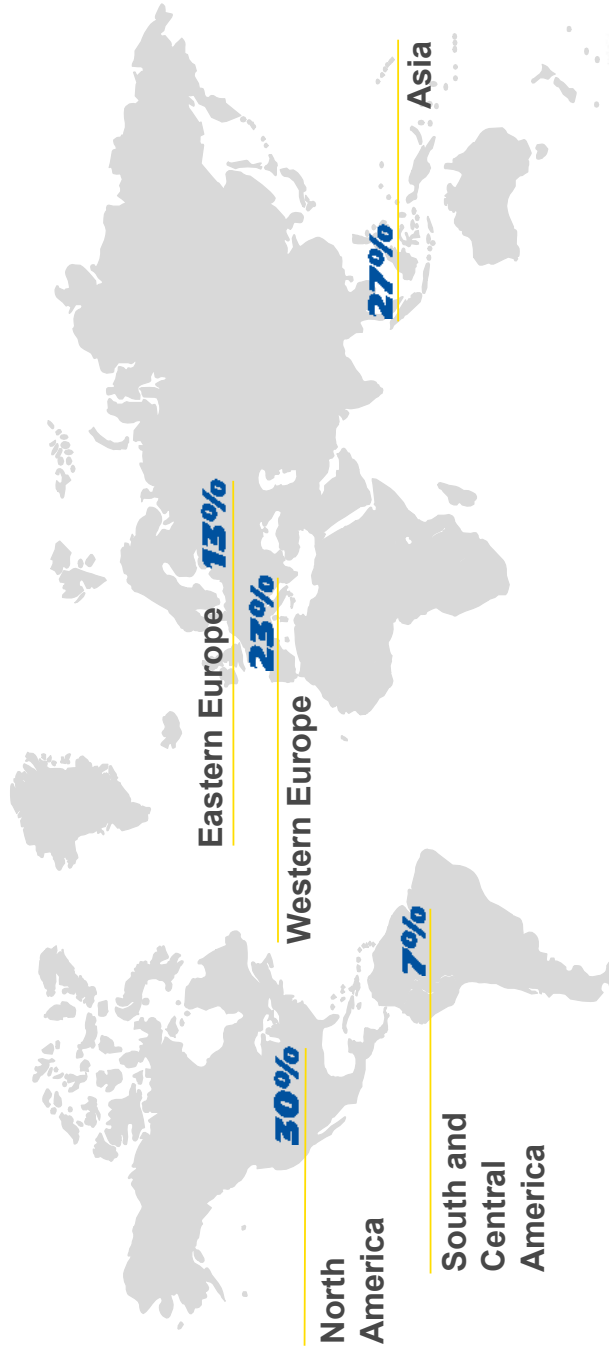 30%
North
America
7%
South and
Central
America
Eastern Europe
13%
23%
Western Europe
27%
Asia